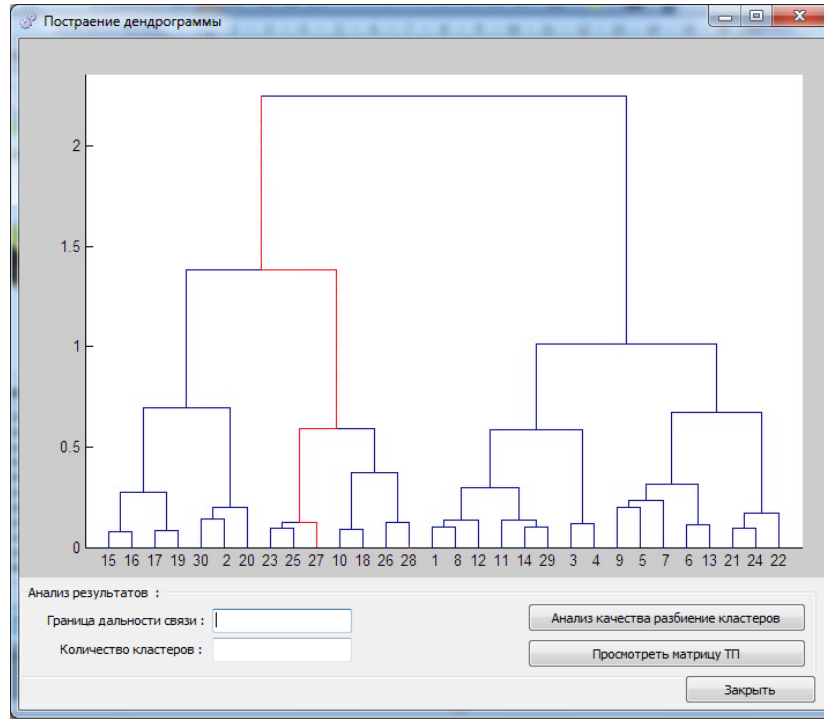 Постраение дендрограммы
2
1.5
1
0.5
0
15 16 17 19 30 2 20 23 25 27 10 18 26 28 1 8 12 11 14 29 3 4 9 5 7 6 13 21 24 22
Анализ результатов :
Граница дальности связи :
Анализ качества разбиение кластеров
Количество кластеров :
Просмотреть матрицу ТП
Закрыть